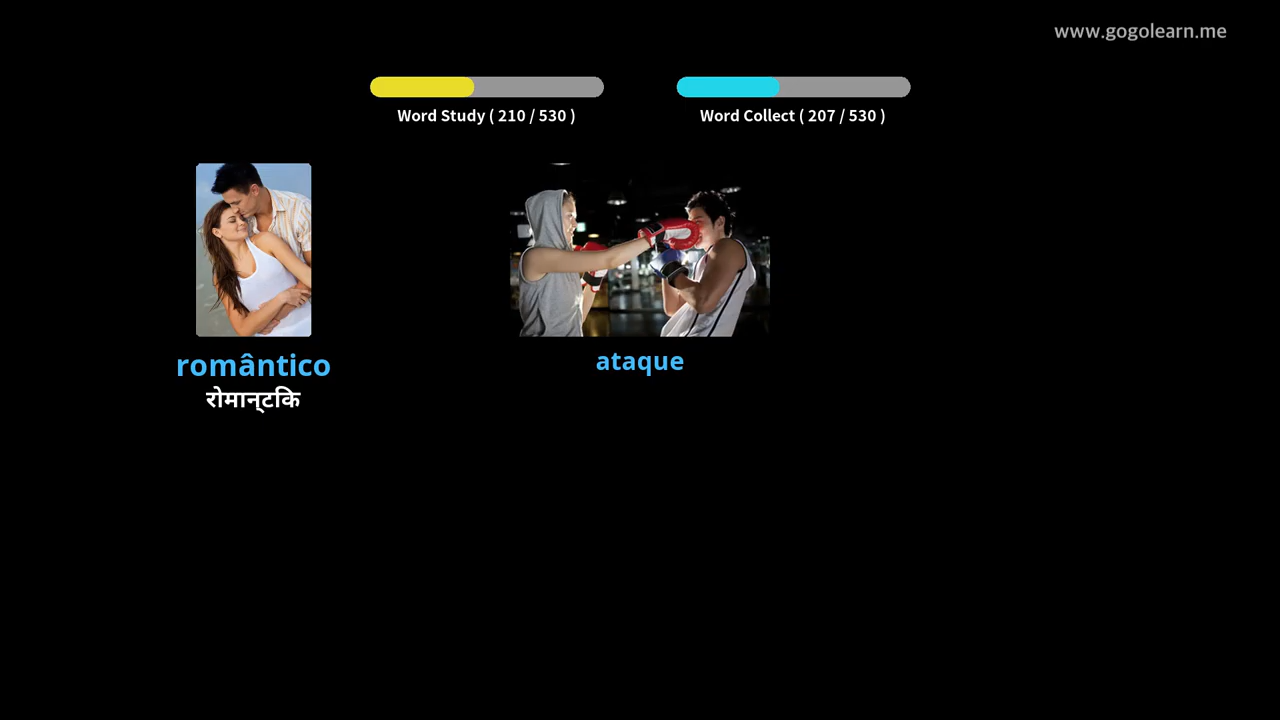 www.gogolearn.me
Word Study ( 210 / 530 )
Word Collect ( 207 / 530 )
romântico
रोमान्टकि
ataque